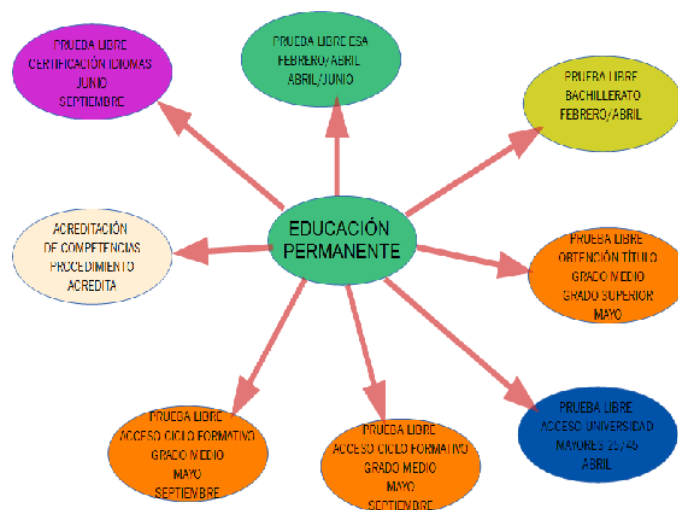 PRUEBA LIBRE
CERTIFICACIÓN IDIOMAS
JUNIO
SEPTIEMBRE
PRUEBA LIBRE ESA
FEBRERO/ABRIL
ABRIL/JUNIO
PRUEBA LIBRE
BACHILLERATO
FEBRERO/ABRIL
EDUCACIÓN
PERMANENTE
ACREDITACIÓN
DE COMPETENCIAS
PROCEDIMIENTO
ACREDITA
PRUEBA LIBRE
OBTENCIÓN TÍTULO
GRADO MEDIO
GRADO SUPERIOR
MAYO
PRUEBA LIBRE
ACCESO CICLO FORMATIVO
GRADO MEDIO
MAYO
SEPTIEMBRE
PRUEBA LIBRE
ACCESO CICLO FORMATIVO
GRADO MEDIO
MAYO
SEPTIEMBRE
PRUEBA LIBRE
ACCESO UNIVERSIDAD
MAYORES 25/45
ABRIL